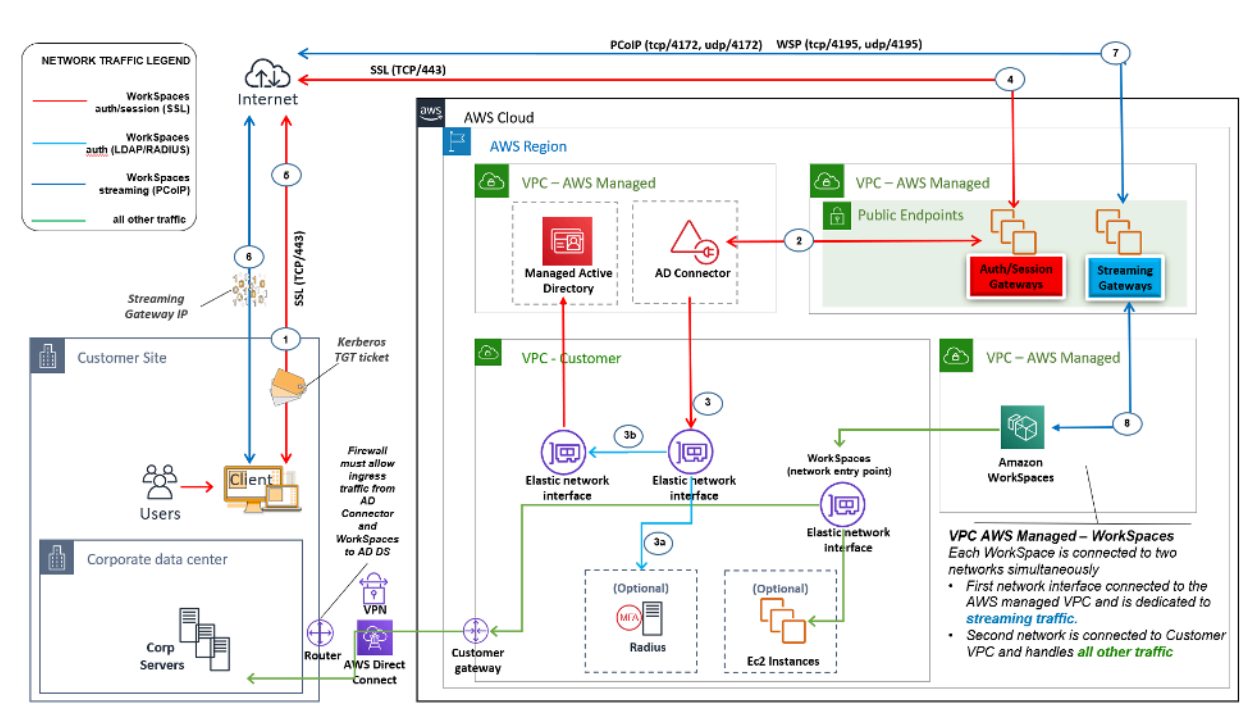 PCoIP (tcp/4172, udp/4172) WSP (tcp/4195, udp/4195)
7
NETWORK TRAFFIC LEGEND
WorkSpaces
auth/session (SSL)
WorkSpaces
auth (LDAP/RADIUS)
WorkSpaces
streaming (PCoIP)
all other traffic
Internet
SSL (TCP/443)
4
aws
AWS Cloud
AWS Region
VPC – AWS Managed
Managed Active
Directory
AD Connector
2
VPC – AWS Managed
Public Endpoints
Auth/Session
Gateways
Streaming
Gateways
5
6
SSL (TCP/443)
Streaming
Gateway IP
1
Kerberos
TGT ticket
Customer Site
Users
Client
Firewall
must allow
ingress
traffic from
AD
Connector
and
WorkSpaces
to AD DS
Corporate data center
Corp
Servers
Router
VPN
AWS Direct
Connect
Customer
gateway
VPC - Customer
3
3b
Elastic network
interface
Elastic network
interface
3a
WorkSpaces
(network entry point)
Elastic network
interface
(Optional)
MFA
Radius
(Optional)
Ec2 Instances
VPC – AWS Managed
8
Amazon
WorkSpaces
VPC AWS Managed – WorkSpaces
Each WorkSpace is connected to two
networks simultaneously
• First network interface connected to the
AWS managed VPC and is dedicated to
streaming traffic.
• Second network is connected to Customer
VPC and handles all other traffic